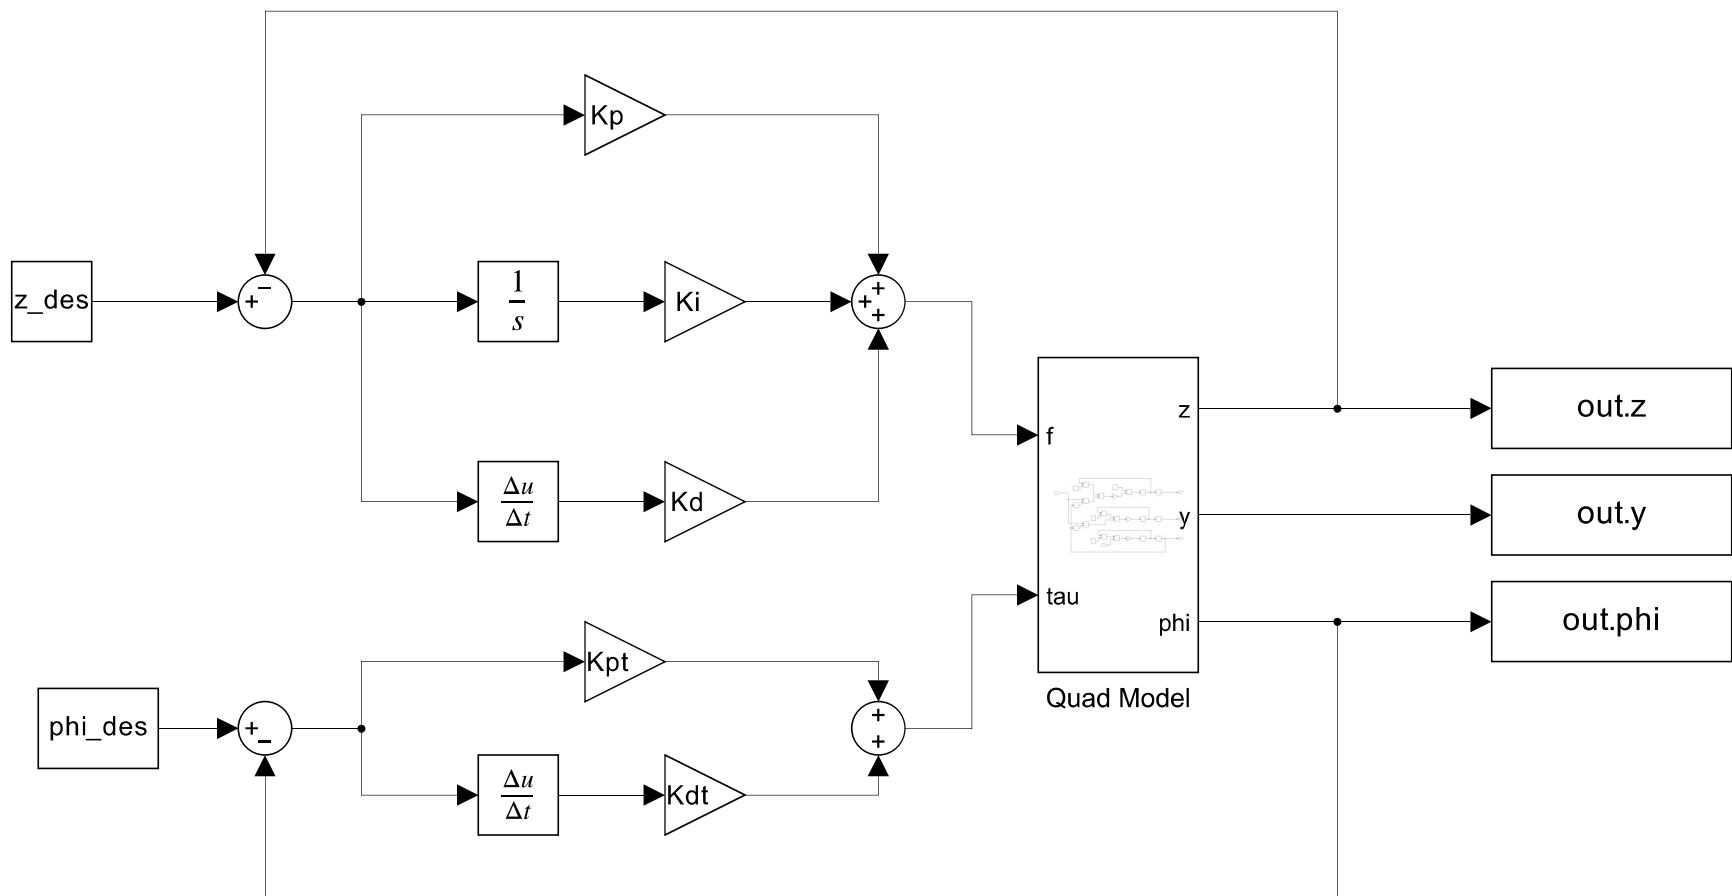 Kp
z_des
+
−
1
s
Ki
+
+
+
Δu
Δt
Kd
f
tau
z
y
phi
Quad Model
out.z
out.y
out.phi
phi_des
+
−
Kpt
Δu
Δt
Kdt
+
+